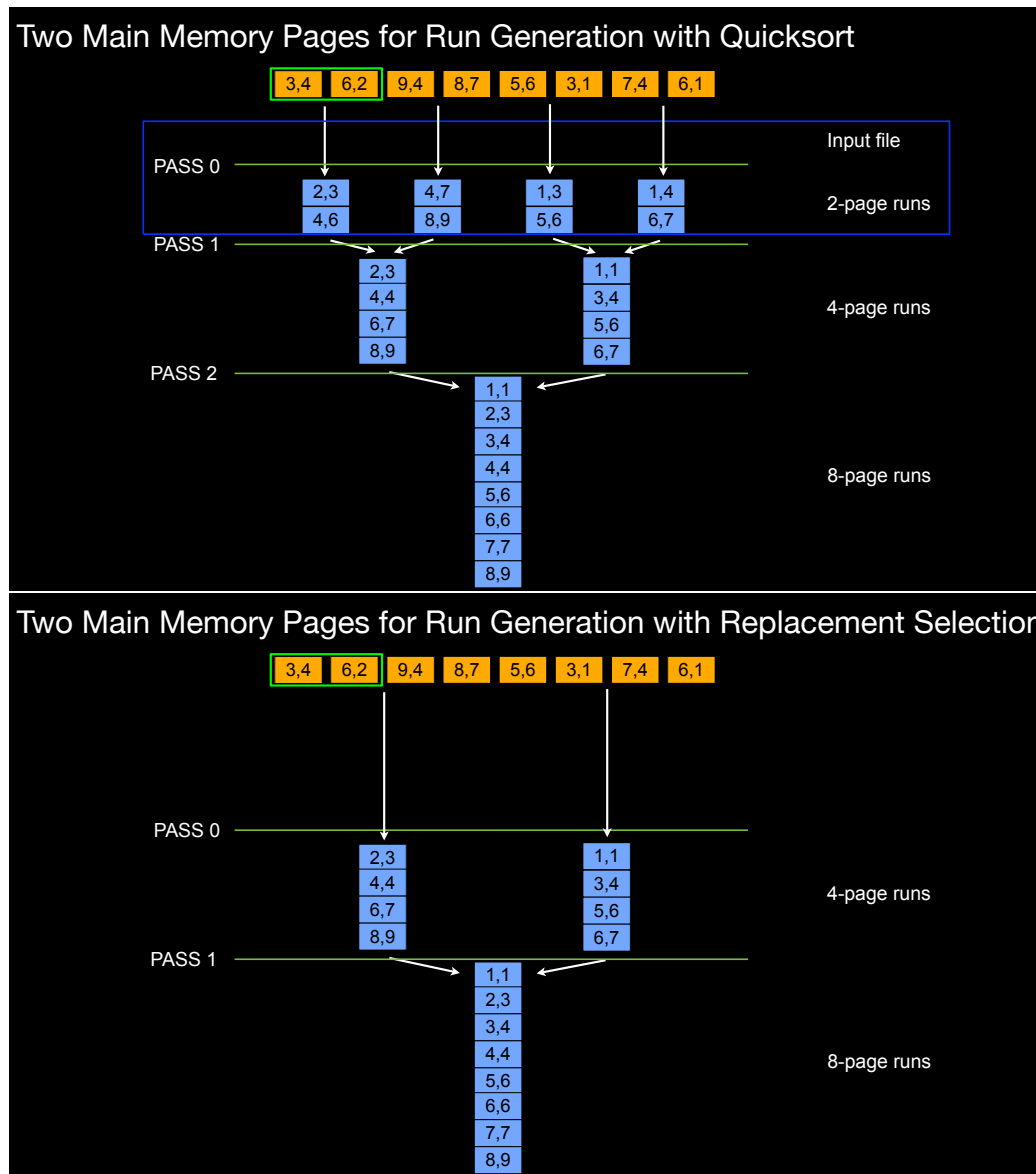 Two Main Memory Pages for Run Generation with Quicksort
3,4 6,2 9,4 8,7 5,6 3,1 7,4 6,1
Input file
PASS 0
2,3 4,7 1,3 1,4
2-page runs
4,6 8,9 5,6 6,7
PASS 1
2,3 1,1
4,4 3,4
4-page runs
6,7 5,6
8,9 6,7
PASS 2
1,1
2,3
3,4
4,4
8-page runs
5,6
6,6
7,7
8,9
Two Main Memory Pages for Run Generation with Replacement Selection
3,4 6,2 9,4 8,7 5,6 3,1 7,4 6,1
PASS 0
2,3 1,1
4,4 3,4
4-page runs
6,7 5,6
8,9 6,7
PASS 1
1,1
2,3
3,4
4,4
8-page runs
5,6
6,6
7,7
8,9